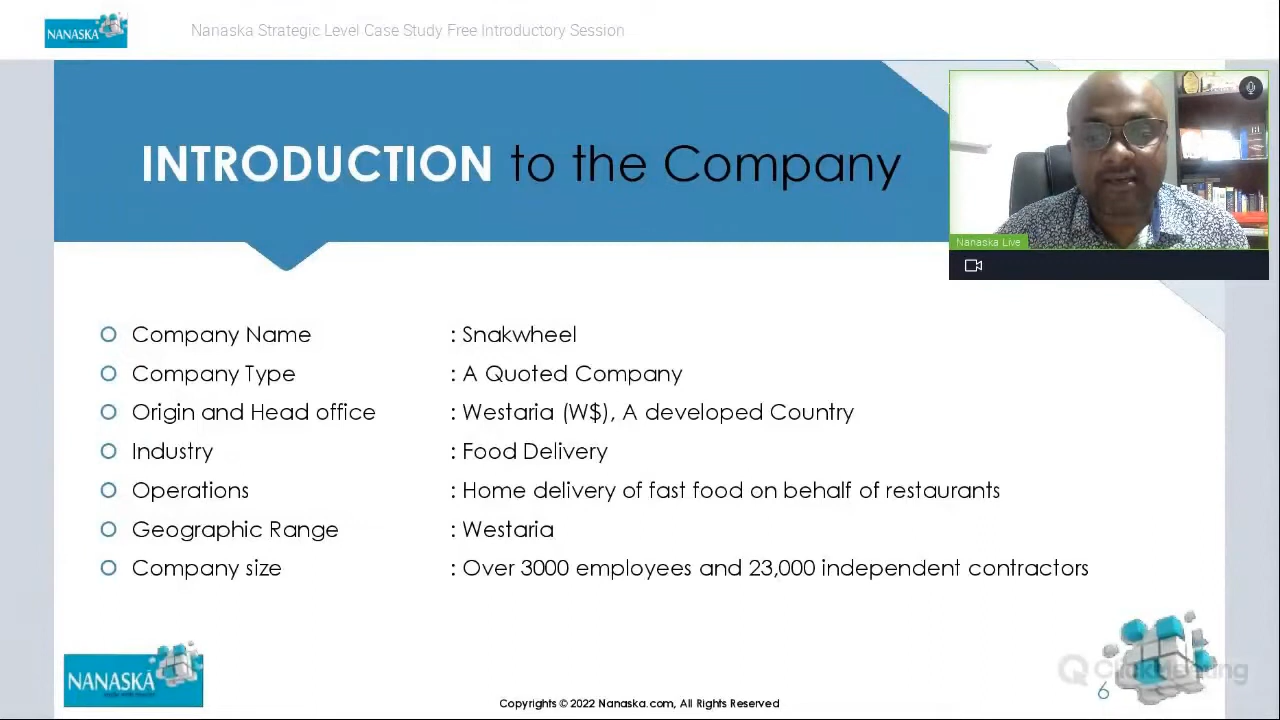 NANASKA
Nanaska Strategic Level Case Study Free Introductory Session
INTRODUCTION to the Company
Nanaska Live
Company Name : Snakwheel
Company Type : A Quoted Company
Origin and Head office : Westaria (W$), A developed Country
Industry : Food Delivery
Operations : Home delivery of fast food on behalf of restaurants
Geographic Range : Westaria
Company size : Over 3000 employees and 23,000 independent contractors
NANASKA
ClickMeeting
6
Copyrights © 2022 Nanaska.com, All Rights Reserved